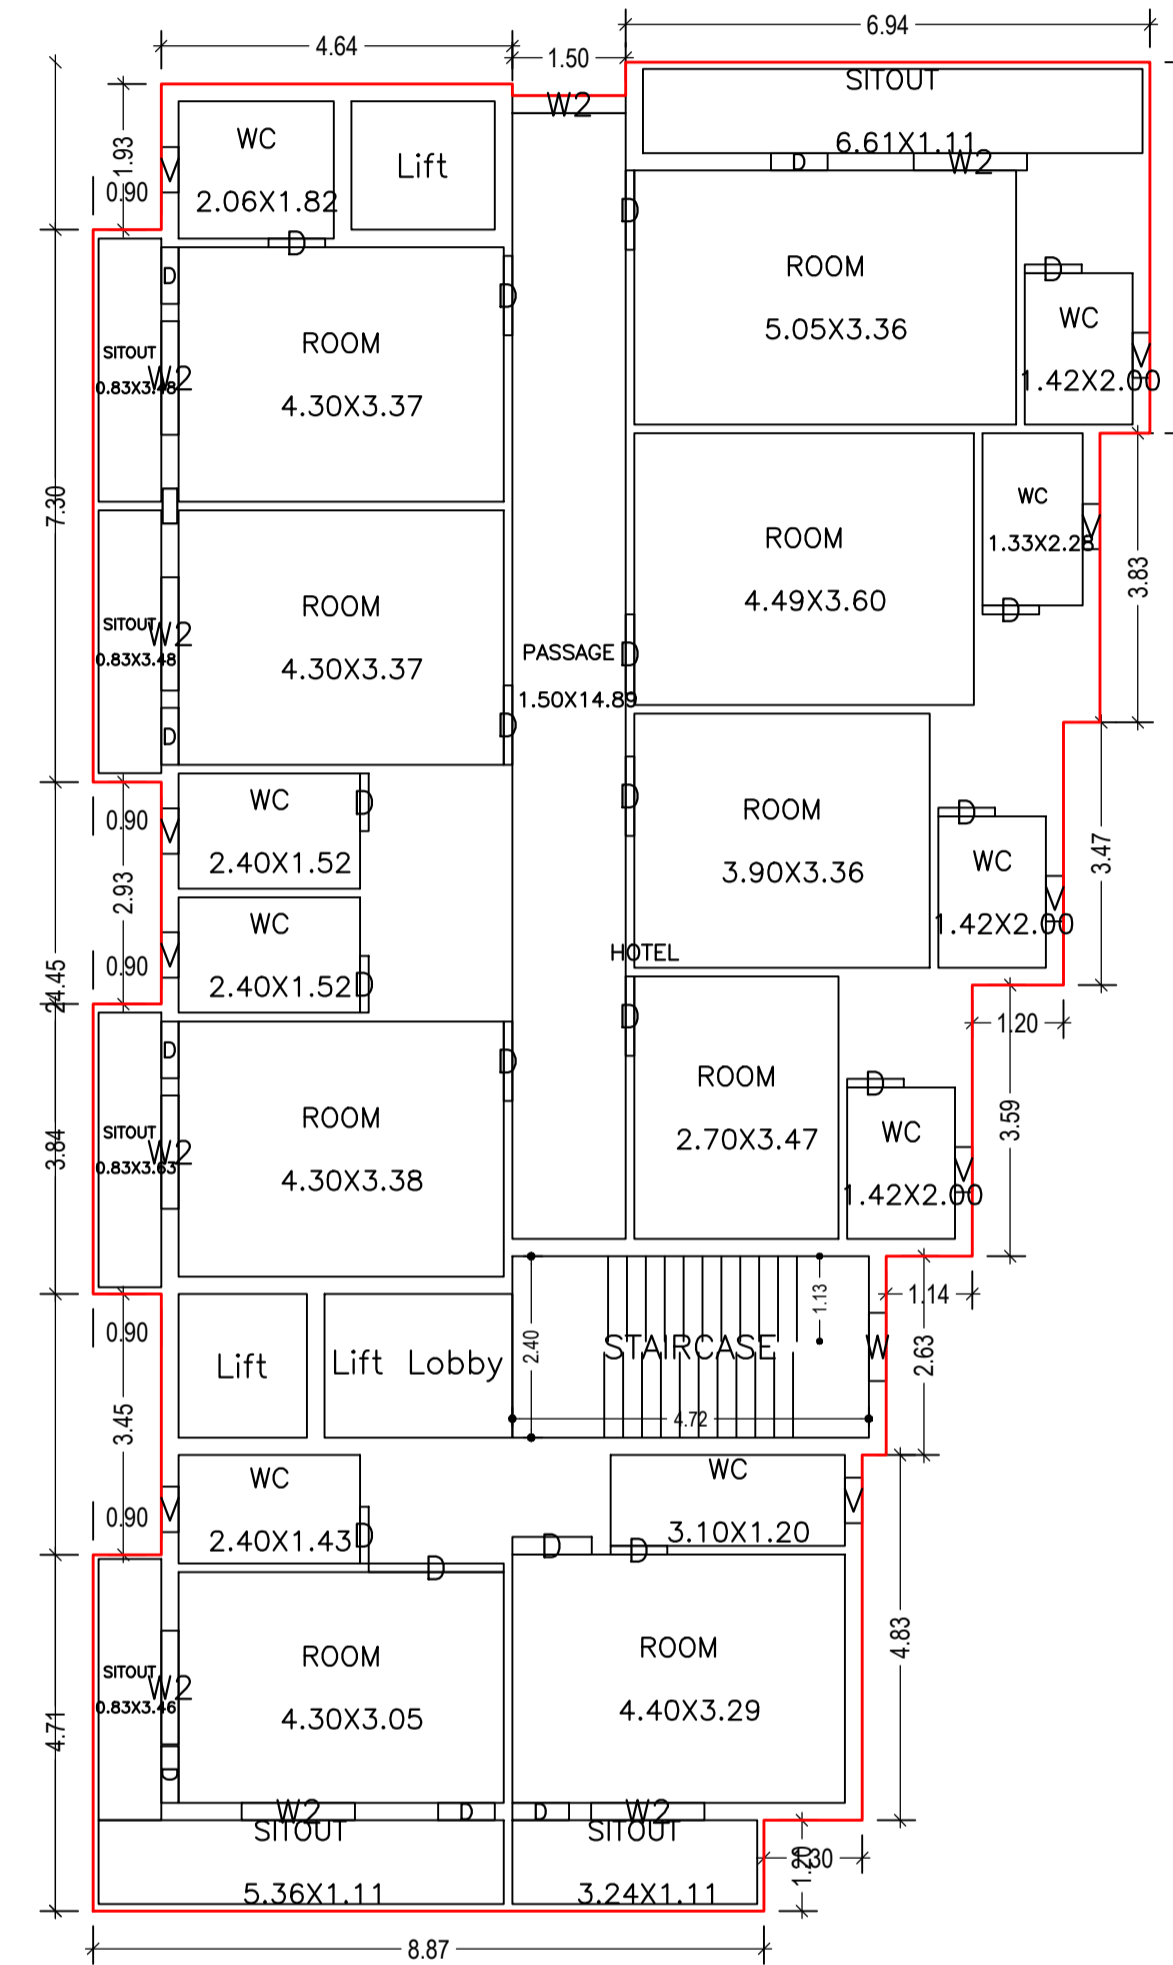 6.94
4.64
1.50
SITOUT
W2
6.61X1.11
WC
Lift
1.93
D
W2
V
0.90
2.06X1.82
D
D
ROOM
D
D
D
5.05X3.36
WC
ROOM
V
SITOUT
W2
1.42X2.00
0.83X3.48
4.30X3.37
WC
7.30
V
ROOM
1.33X2.28
3.83
4.49X3.60
D
ROOM
SITOUT
W2
PASSAGE
D
0.83X3.48
4.30X3.37
1.50X14.89
D
D
WC
D
D
ROOM
D
0.90
V
2.40X1.52
3.90X3.36
WC
3.47
2.93
V
WC
1.42X2.00
0.90
V
HOTEL
24.45
2.40X1.52
D
D
1.20
D
D
ROOM
D
3.59
ROOM
2.70X3.47
WC
SITOUT
W2
3.84
0.83X3.63
4.30X3.38
V
1.42X2.00
1.14
1.13
0.90
2.40
STAIRCASE
W
2.63
Lift
Lift Lobby
3.45
4.72
WC
WC
V
0.90
V
2.40X1.43
D
3.10X1.20
D
D
D
4.83
ROOM
ROOM
SITOUT
W2
0.83X3.46
4.30X3.05
4.40X3.29
4.71
D
W2
D
D
W2
SITOUT
SITOUT
1.20
1.30
5.36X1.11
3.24X1.11
8.87